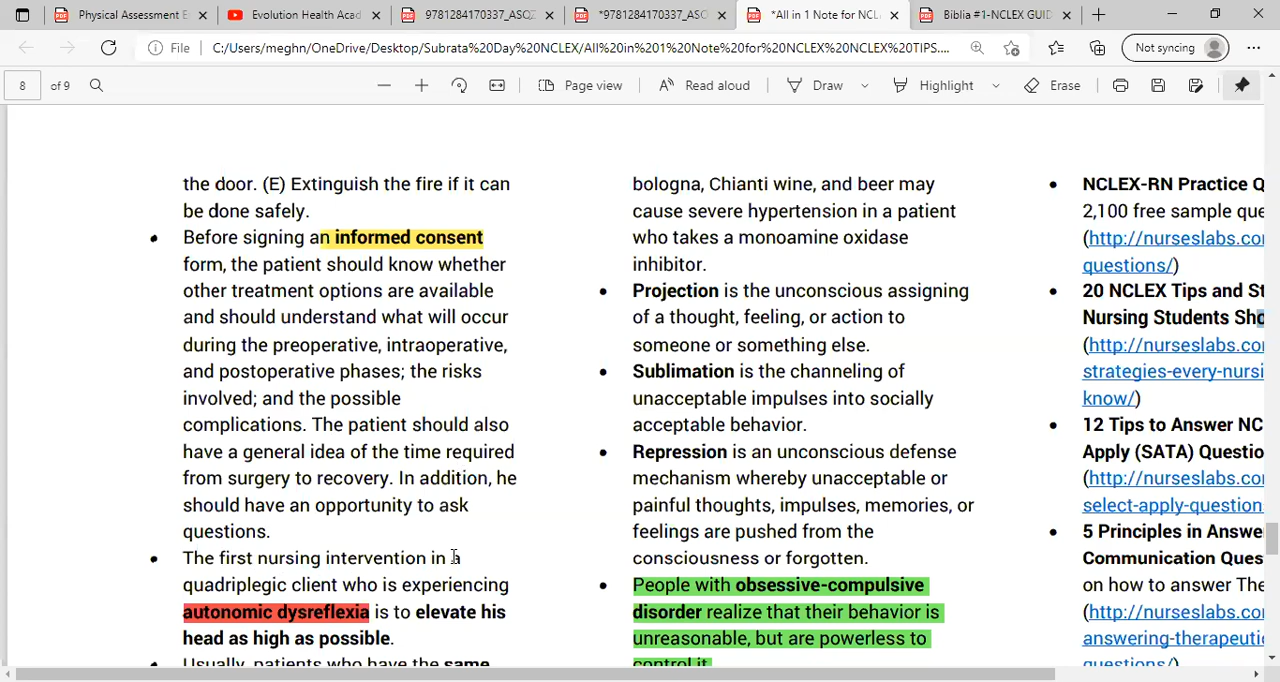 Physical Assessment E
Evolution Health Acad
9781284170337_ASQZ
*9781284170337_ASQ
*All in 1 Note for NCL
Biblia #1-NCLEX GUID
File
C:/Users/meghn/OneDrive/Desktop/Subrata%20Day%20NCLEX/All%20in%201%20Note%20for%20NCLEX%20NCLEX%20TIPS....
Not syncing
8 of 9
Page view
Read aloud
Draw
Highlight
Erase
the door. (E) Extinguish the fire if it can
be done safely.
• Before signing an informed consent
form, the patient should know whether
other treatment options are available
and should understand what will occur
during the preoperative, intraoperative,
and postoperative phases; the risks
involved; and the possible
complications. The patient should also
have a general idea of the time required
from surgery to recovery. In addition, he
should have an opportunity to ask
questions.
• The first nursing intervention in a
quadriplegic client who is experiencing
autonomic dysreflexia is to elevate his
head as high as possible.
• Usually, patients who have the same
bologna, Chianti wine, and beer may
cause severe hypertension in a patient
who takes a monoamine oxidase
inhibitor.
• Projection is the unconscious assigning
of a thought, feeling, or action to
someone or something else.
• Sublimation is the channeling of
unacceptable impulses into socially
acceptable behavior.
• Repression is an unconscious defense
mechanism whereby unacceptable or
painful thoughts, impulses, memories, or
feelings are pushed from the
consciousness or forgotten.
• People with obsessive-compulsive
disorder realize that their behavior is
unreasonable, but are powerless to
control it.
• NCLEX-RN Practice Q
2,100 free sample que
(http://nurseslabs.co
questions/)
• 20 NCLEX Tips and St
Nursing Students Sho
(http://nurseslabs.co
strategies-every-nursi
know/)
• 12 Tips to Answer NC
Apply (SATA) Questio
(http://nurseslabs.co
select-apply-question
• 5 Principles in Answe
Communication Ques
on how to answer The
(http://nurseslabs.co
answering-therapeutic
questions/)